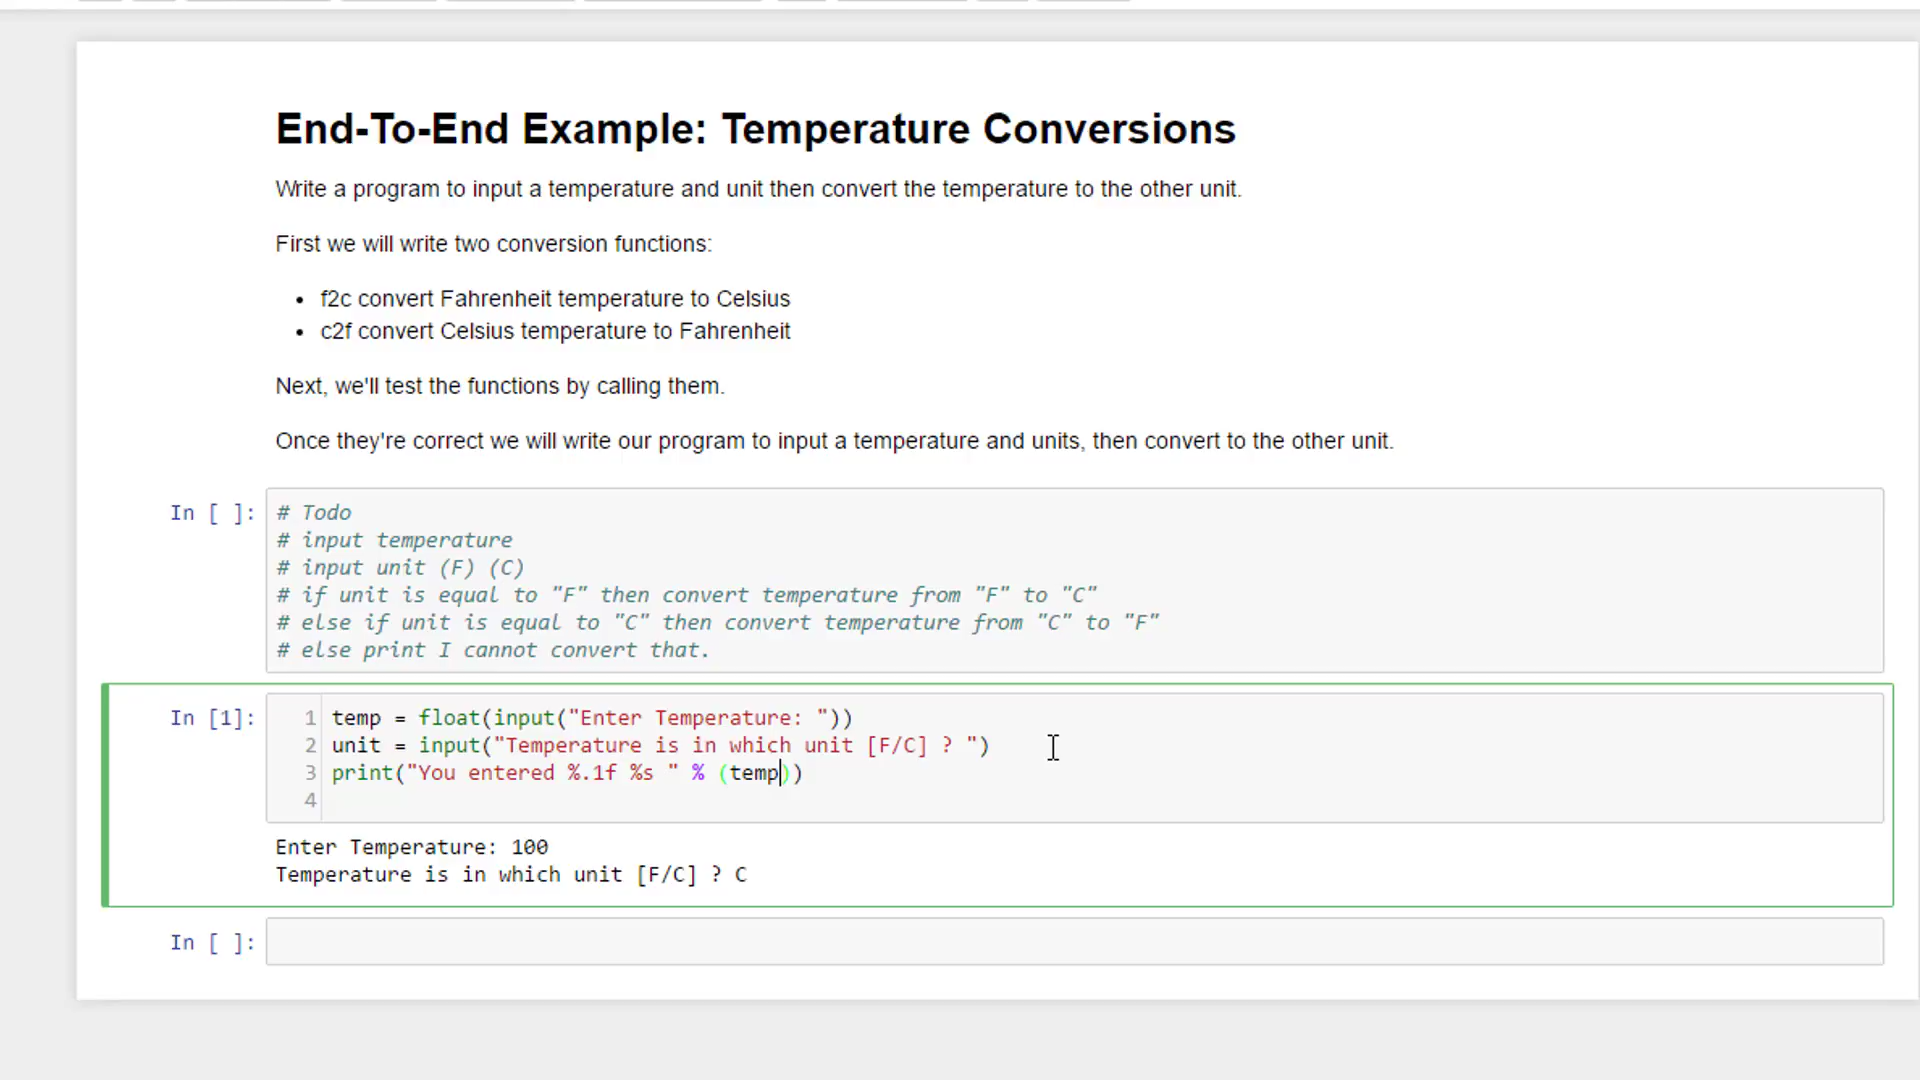 End-To-End Example: Temperature Conversions
Write a program to input a temperature and unit then convert the temperature to the other unit.
First we will write two conversion functions:
• f2c convert Fahrenheit temperature to Celsius
• c2f convert Celsius temperature to Fahrenheit
Next, we'll test the functions by calling them.
Once they're correct we will write our program to input a temperature and units, then convert to the other unit.
In [ ]: # Todo
# input temperature
# input unit (F) (C)
# if unit is equal to "F" then convert temperature from "F" to "C"
# else if unit is equal to "C" then convert temperature from "C" to "F"
# else print I cannot convert that.
In [1]: 1 temp = float(input("Enter Temperature: "))
2 unit = input("Temperature is in which unit [F/C] ? ")
3 print("You entered %.1f %s " % (temp))
4
Enter Temperature: 100
Temperature is in which unit [F/C] ? C
In [ ]: